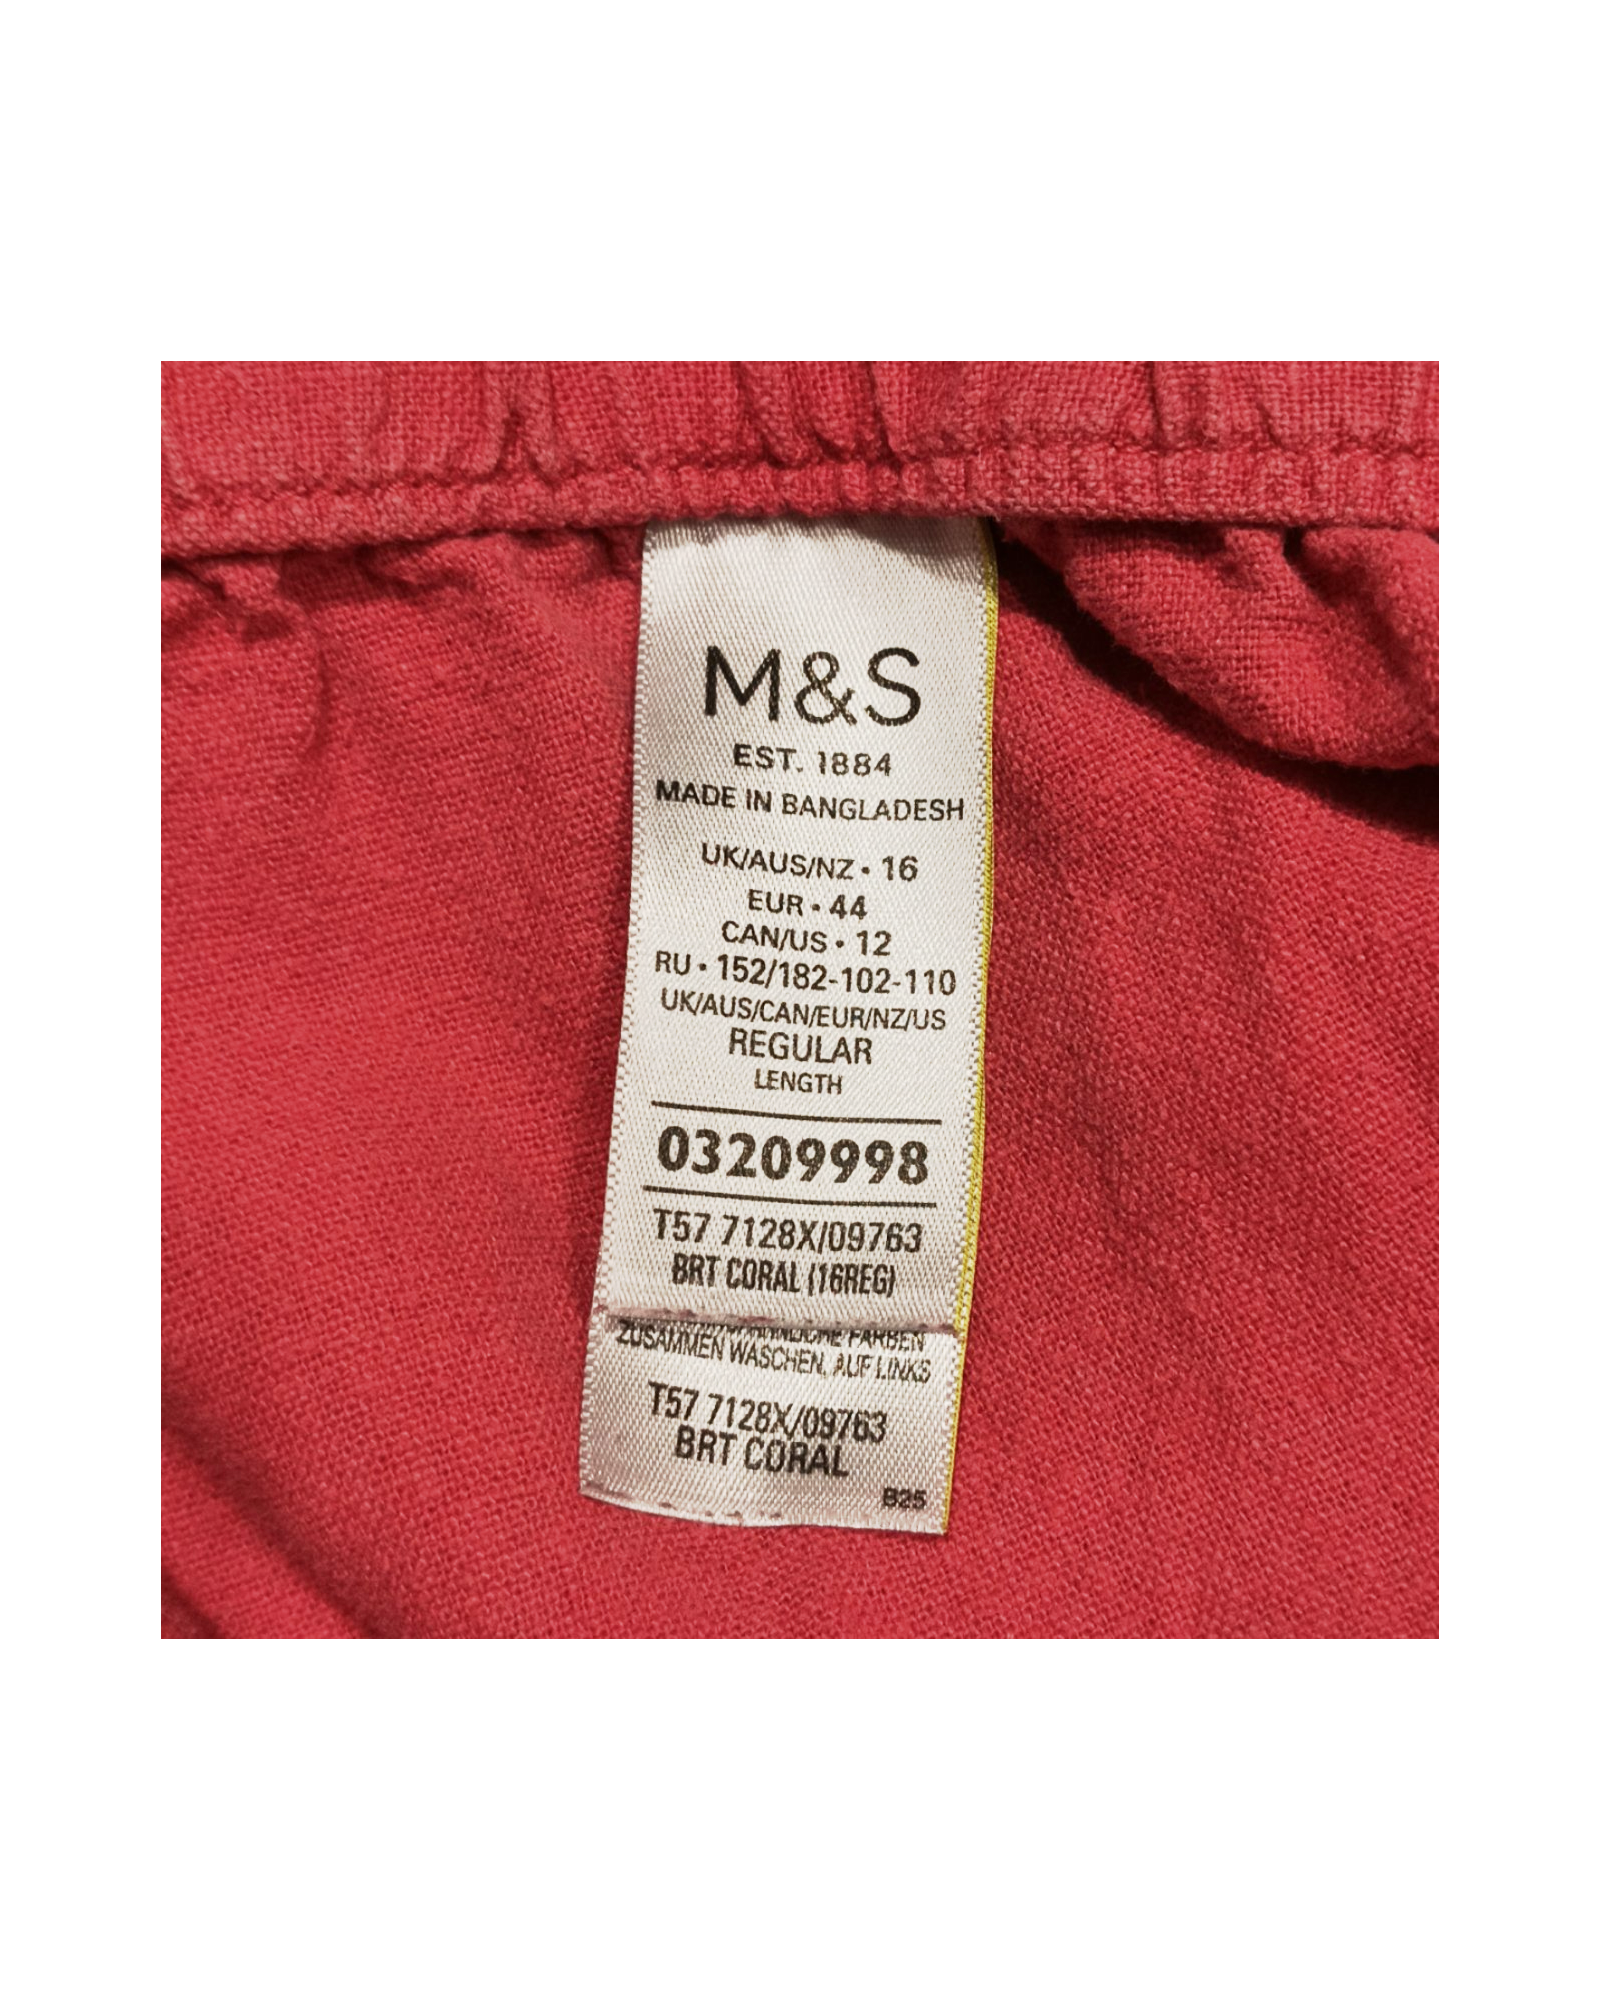 M&S
EST. 1884
MADE IN BANGLADESH
UK/AUS/NZ • 16
EUR • 44
CAN/US • 12
RU • 152/182-102-110
UK/AUS/CAN/EUR/NZ/US
REGULAR
LENGTH
03209998
T57 7128X/09763
BRT CORAL (16REG)
FARBEN
ZUSAMMEN WASCHEN, AUF LINKS
T57 7128X/09763
BRT CORAL
B25